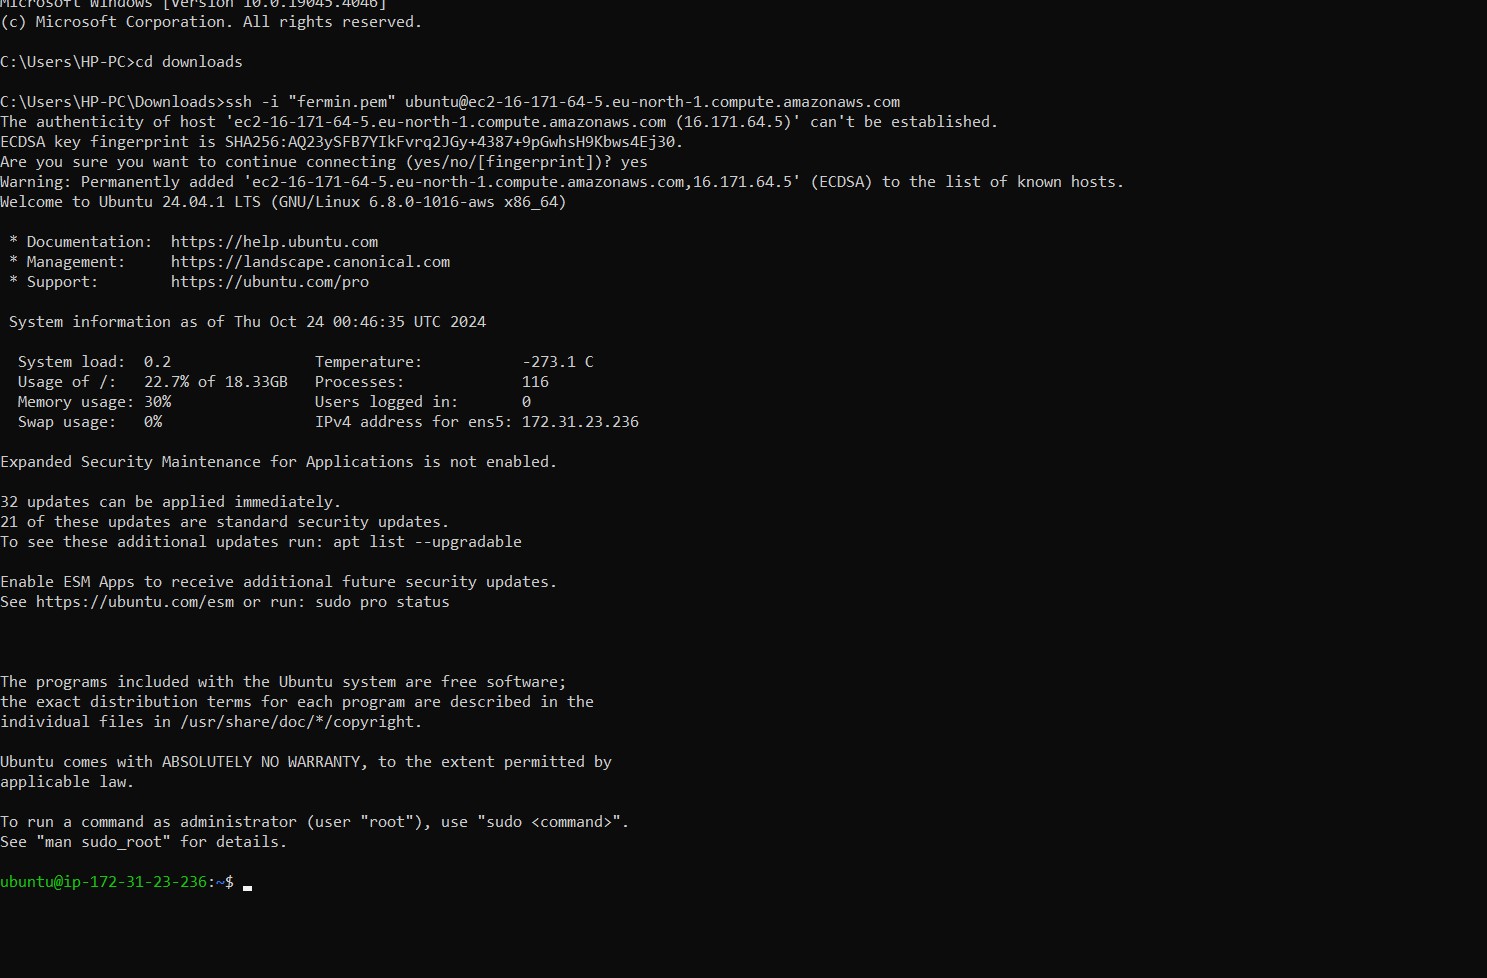 Microsoft Windows [Version 10.0.19045.4046]
(c) Microsoft Corporation. All rights reserved.
C:\Users\HP-PC>cd downloads
C:\Users\HP-PC\Downloads>ssh -i "fermin.pem" ubuntu@ec2-16-171-64-5.eu-north-1.compute.amazonaws.com
The authenticity of host 'ec2-16-171-64-5.eu-north-1.compute.amazonaws.com (16.171.64.5)' can't be established.
ECDSA key fingerprint is SHA256:AQ23ySFB7YIkFvrq2JGy+4387+9pGwhsH9Kbws4Ej30.
Are you sure you want to continue connecting (yes/no/[fingerprint])? yes
Warning: Permanently added 'ec2-16-171-64-5.eu-north-1.compute.amazonaws.com,16.171.64.5' (ECDSA) to the list of known hosts.
Welcome to Ubuntu 24.04.1 LTS (GNU/Linux 6.8.0-1016-aws x86_64)
* Documentation:  https://help.ubuntu.com
* Management:     https://landscape.canonical.com
* Support:        https://ubuntu.com/pro
System information as of Thu Oct 24 00:46:35 UTC 2024
System load:  0.2                Temperature:           -273.1 C
Usage of /:   22.7% of 18.33GB   Processes:             116
Memory usage: 30%                Users logged in:       0
Swap usage:   0%                 IPv4 address for ens5: 172.31.23.236
Expanded Security Maintenance for Applications is not enabled.
32 updates can be applied immediately.
21 of these updates are standard security updates.
To see these additional updates run: apt list --upgradable
Enable ESM Apps to receive additional future security updates.
See https://ubuntu.com/esm or run: sudo pro status
The programs included with the Ubuntu system are free software;
the exact distribution terms for each program are described in the
individual files in /usr/share/doc/*/copyright.
Ubuntu comes with ABSOLUTELY NO WARRANTY, to the extent permitted by
applicable law.
To run a command as administrator (user "root"), use "sudo <command>".
See "man sudo_root" for details.
ubuntu@ip-172-31-23-236:~$